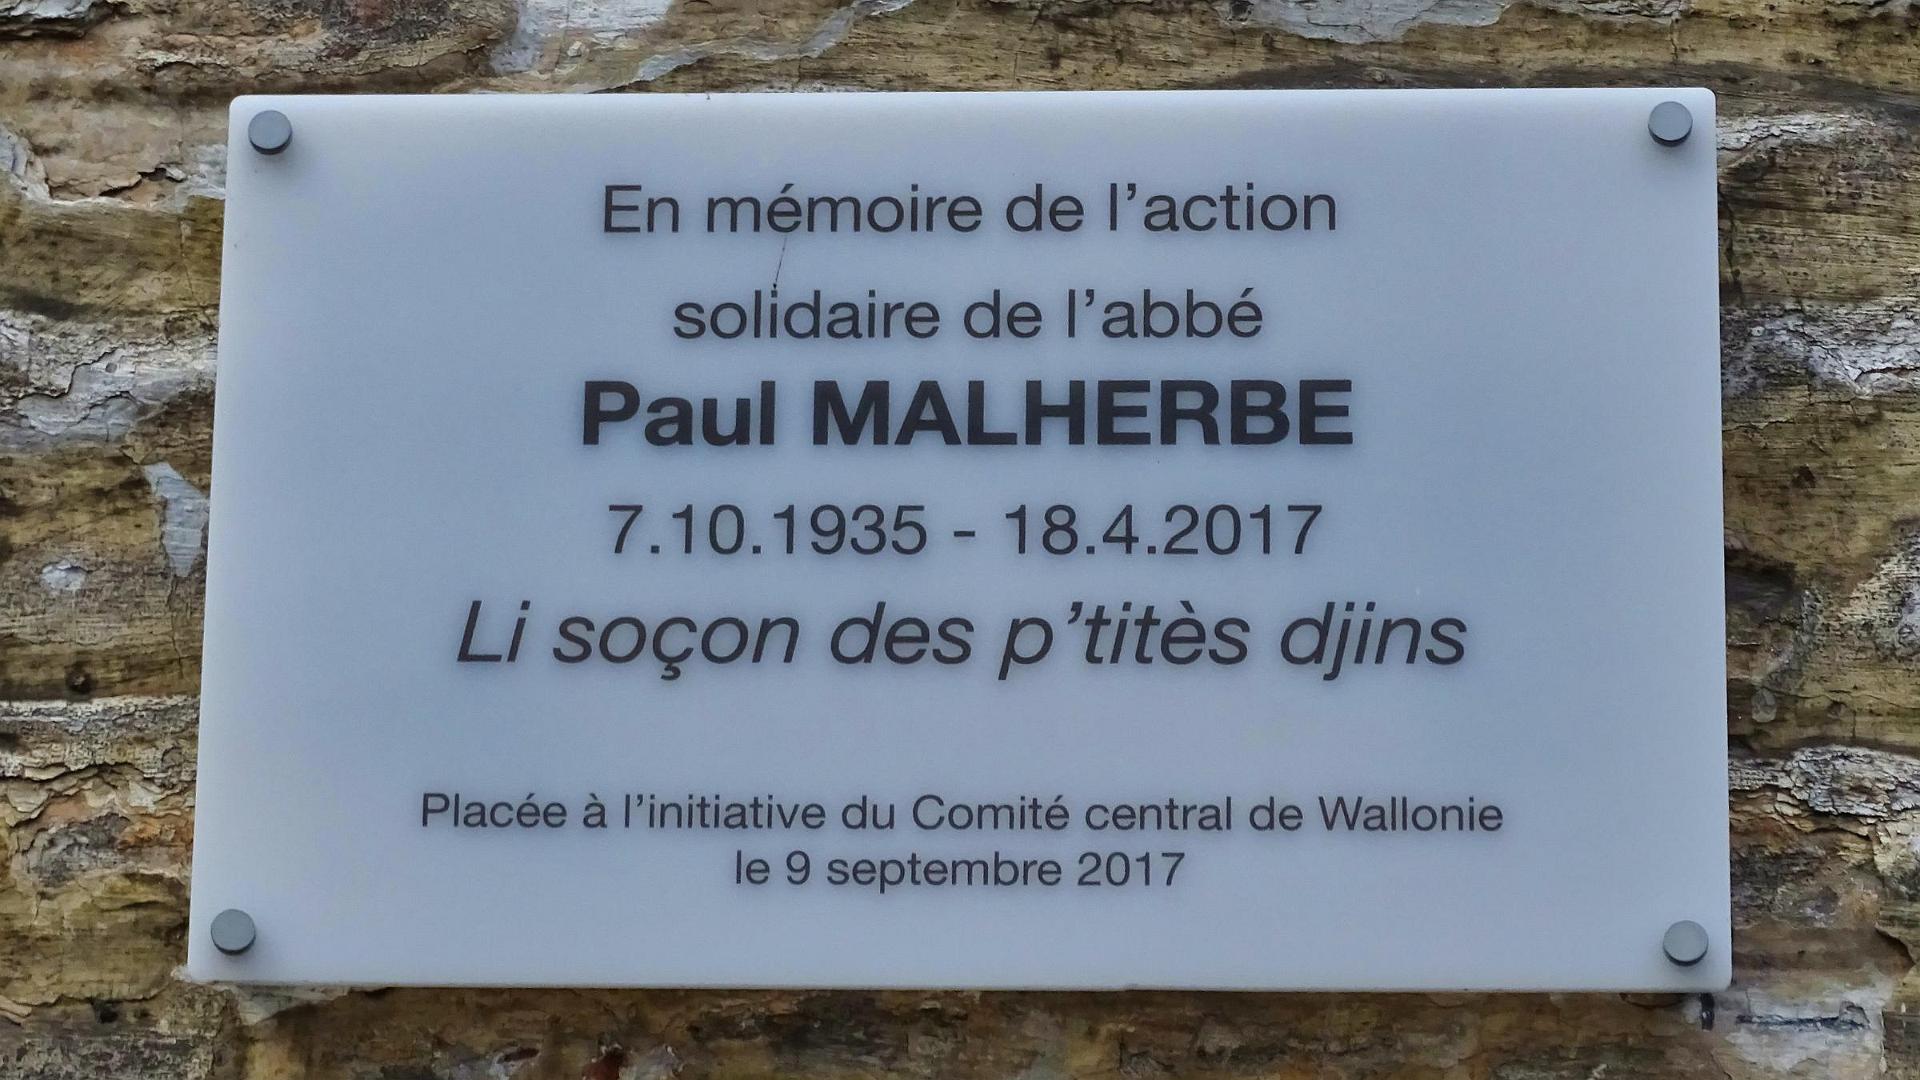 En mémoire de l’action
solidaire de l’abbé
Paul MALHERBE
7.10.1935 - 18.4.2017
Li soçon des p’titès djins
Placée à l’initiative du Comité central de Wallonie
le 9 septembre 2017